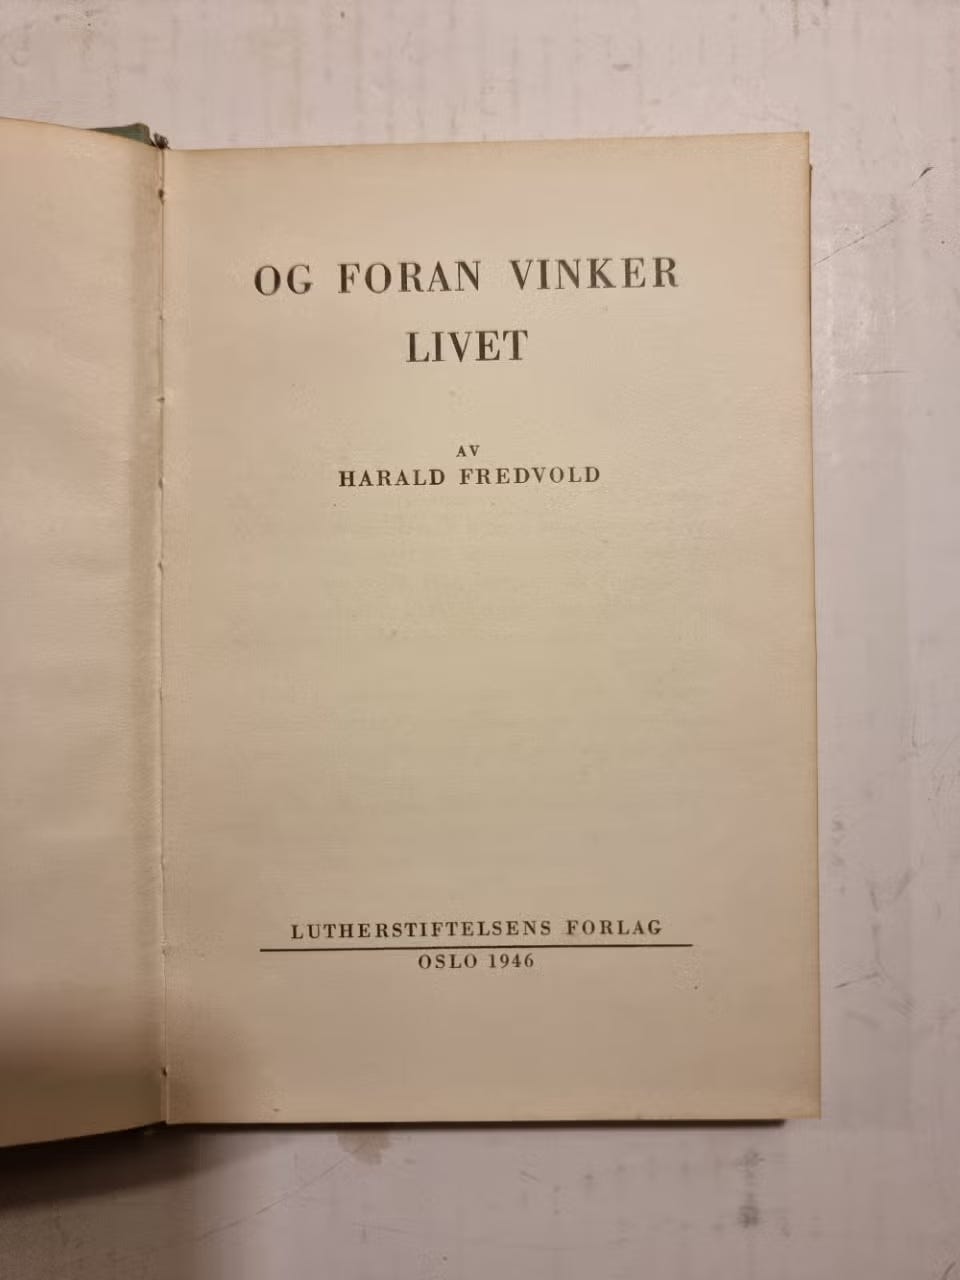 OG FORAN VINKER
LIVET
AV
HARALD FREDVOLD
LUTHERSTIFTELSENS FORLAG
OSLO 1946